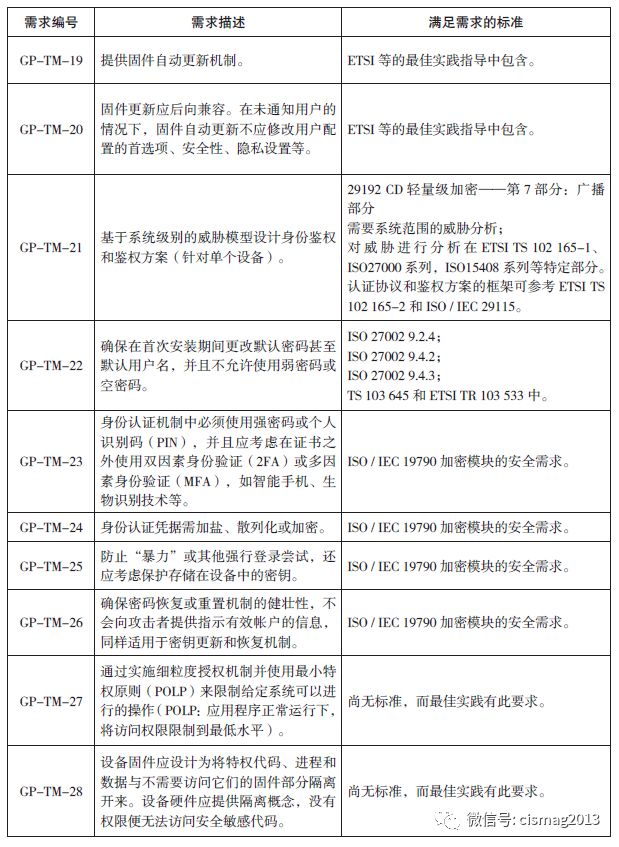 需求编号 需求描述 满足需求的标准
GP-TM-19 提供固件自动更新机制。 ETSI 等的最佳实践指导中包含。
固件更新应后向兼容。在未通知用户的
GP-TM-20 情况下，固件自动更新不应修改用户配 ETSI 等的最佳实践指导中包含。
置的首选项、安全性、隐私设置等。
29192 CD 轻量级加密——第 7 部分：广播
部分
需要系统范围的威胁分析；
GP-TM-21 基于系统级别的威胁模型设计身份鉴权 对威胁进行分析在 ETSI TS 102 165-1、
和鉴权方案（针对单个设备）。 ISO27000 系列，ISO15408 系列等特定部分。
认证协议和鉴权方案的框架可参考 ETSI TS
102 165-2 和 ISO / IEC 29115。
ISO 27002 9.2.4；
确保在首次安装期间更改默认密码甚至 ISO 27002 9.4.2；
GP-TM-22 默认用户名，并且不允许使用弱密码或 ISO 27002 9.4.3；
空密码。 TS 103 645 和 ETSI TR 103 533 中。
身份认证机制中必须使用强密码或个人
识别码（PIN），并且应考虑在证书之
GP-TM-23 外使用双因素身份验证（2FA）或多因 ISO / IEC 19790 加密模块的安全需求。
素身份验证（MFA），如智能手机、生
物识别技术等。
GP-TM-24 身份认证凭据需加盐、散列化或加密。 ISO / IEC 19790 加密模块的安全需求。
GP-TM-25 防止“暴力”或其他强行登录尝试，还 ISO / IEC 19790 加密模块的安全需求。
应考虑保护存储在设备中的密钥。
确保密码恢复或重置机制的健壮性，不
GP-TM-26 会向攻击者提供指示有效帐户的信息， ISO / IEC 19790 加密模块的安全需求。
同样适用于密钥更新和恢复机制。
通过实施细粒度授权机制并使用最小特
GP-TM-27 权原则（POLP）来限制给定系统可以进 尚无标准，而最佳实践有此要求。
行的操作（POLP：应用程序正常运行下，
将访问权限限制到最低水平）。
设备固件应设计为将特权代码、进程和
GP-TM-28 数据与不需要访问它们的固件部分隔离 尚无标准，而最佳实践有此要求。
开来。设备硬件应提供隔离概念，没有
权限便无法访问安全敏感代码。
微信号: cismag2013